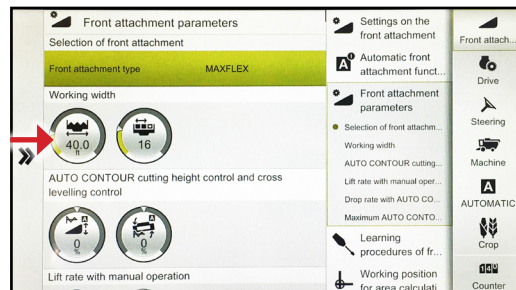 Front attachment parameters
Selection of front attachment
Front attachment type MAXFLEX
Working width
40.0
ft
16
AUTO CONTOUR cutting height control and cross
levelling control
A
0
%
A
0
%
Lift rate with manual operation
Settings on the
front attachment
A
Automatic front
attachment funct...
Front attachment
parameters
Selection of front attachm...
Working width
AUTO CONTOUR cutting...
Lift rate with manual oper...
Drop rate with AUTO CO...
Maximum AUTO CONTO...
Learning
procedures of fr...
Working position
for area calculati...
Front attach...
Drive
Steering
Machine
A
AUTOMATIC
Crop
Counter